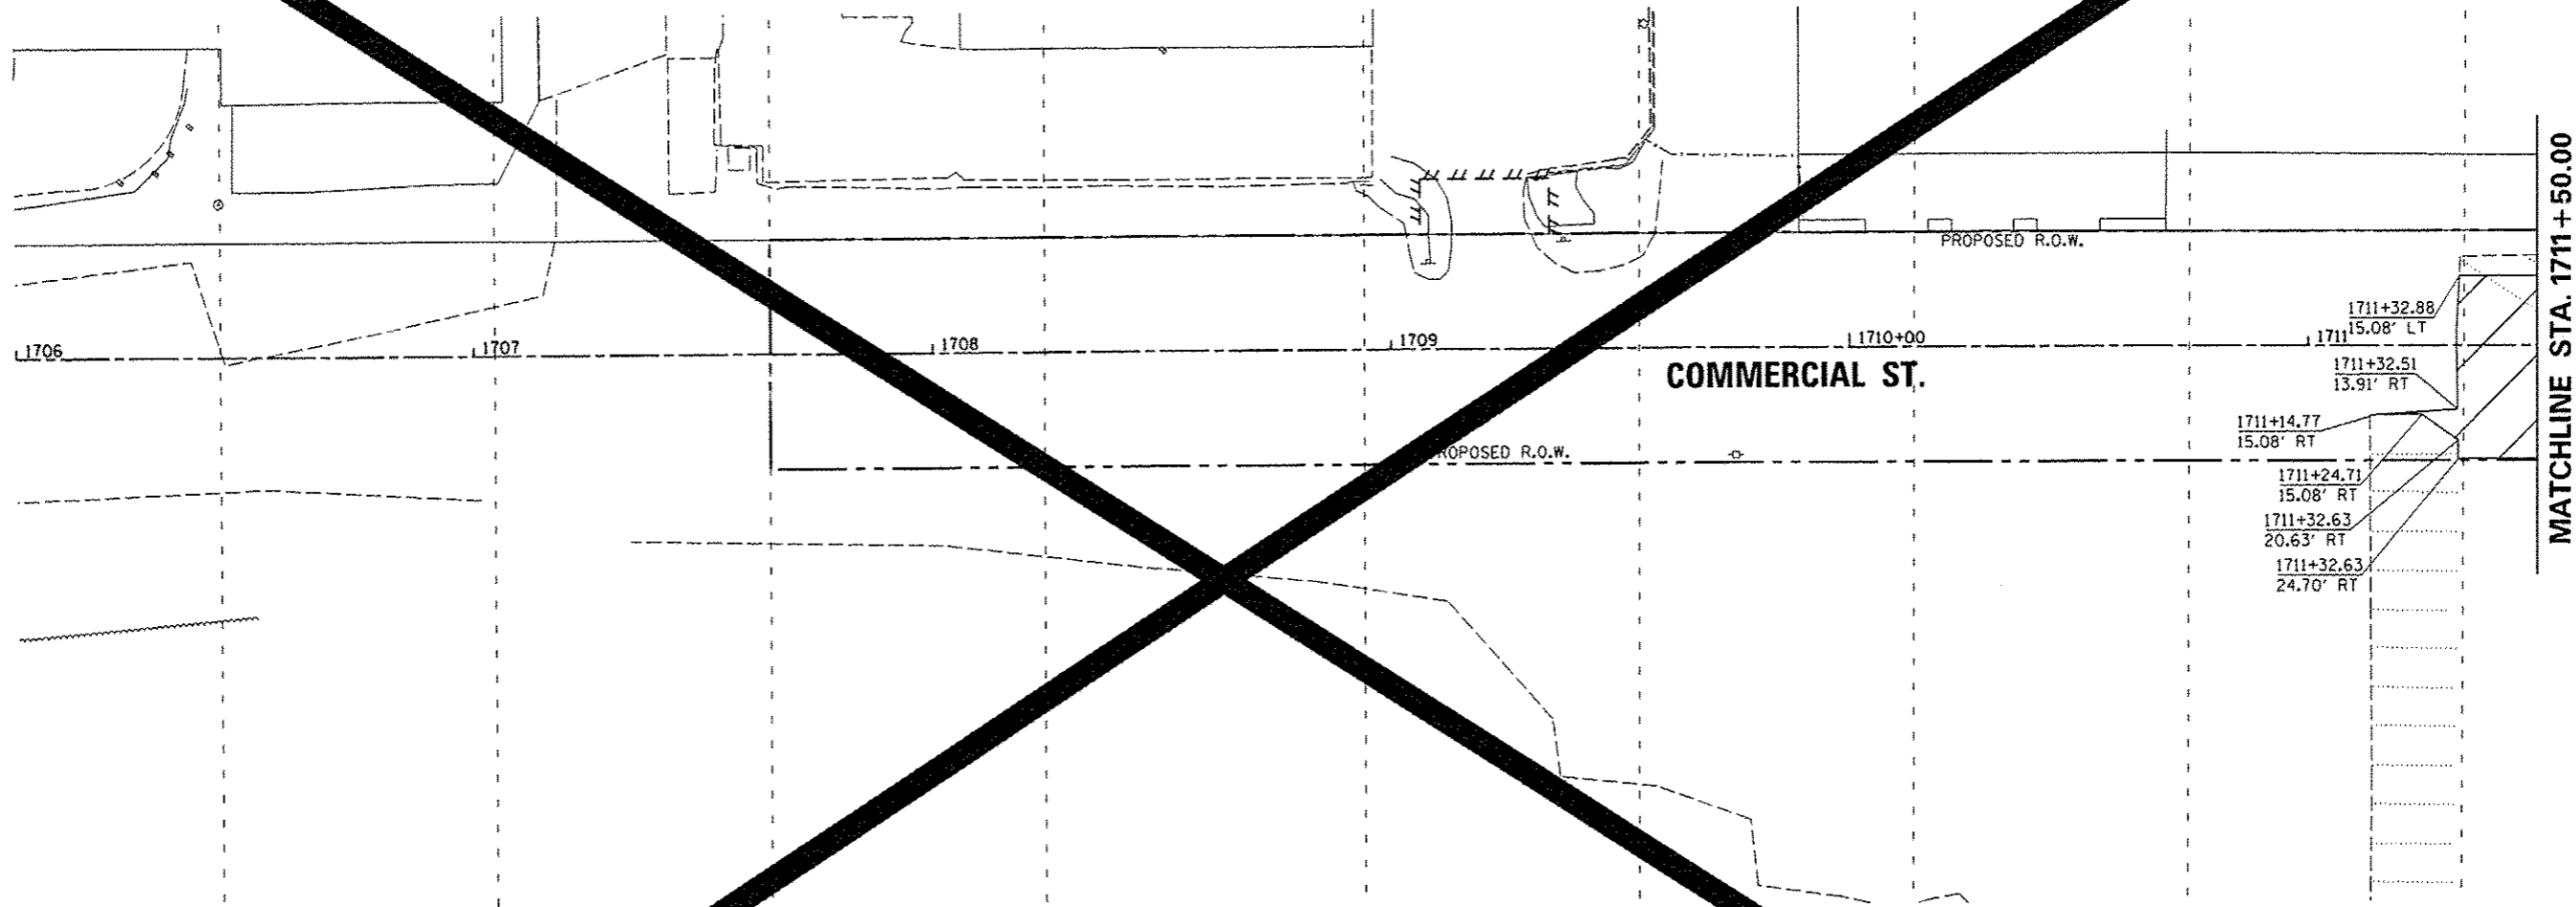 PROPOSED R.O.W.
1706
1707
1708
1709
1710+00
1711
COMMERCIAL ST.
1711+32.88
15.08' LT
1711+32.51
13.91' RT
1711+14.77
15.08' RT
ROPOSED R.O.W.
1711+24.71
15.08' RT
1711+32.63
20.63' RT
1711+32.63
24.70' RT
MATCHLINE STA. 1711+50.00